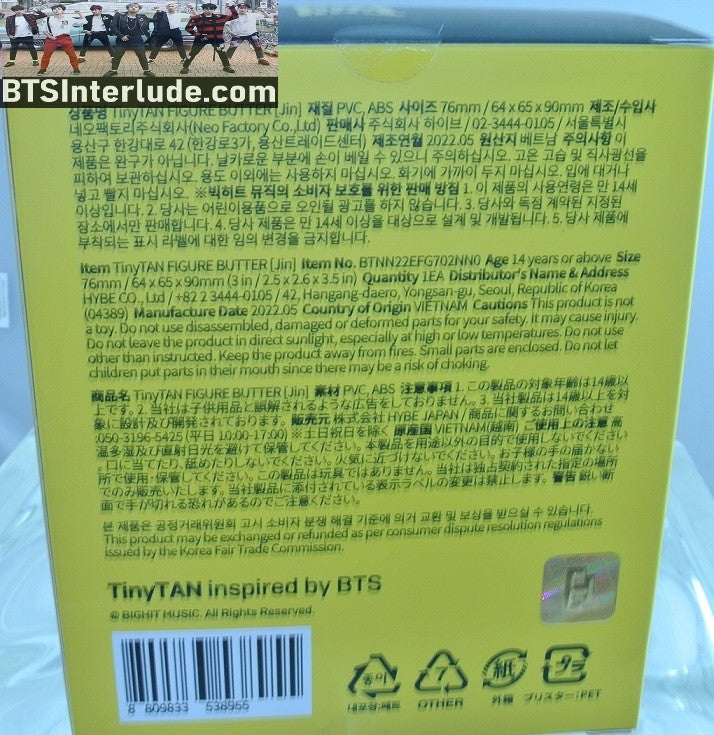 BTSInterlude.com
상품명 TinyTAN FIGURE BUTTER [Jin] 재질 PVC, ABS 사이즈 76mm / 64 x 65 x 90mm 제조/수입사
네오팩토리주식회사(Neo Factory Co.,Ltd) 판매사 주식회사 하이브 / 02-3444-0105 / 서울특별시
용산구 한강대로 42 (한강로3가, 용산트레이드센터) 제조연월 2022.05 원산지 베트남 주의사항 이
제품은 완구가 아닙니다. 날카로운 부분에 손이 베일 수 있으니 주의하십시오. 고온 고습 및 직사광선을
피하여 보관하십시오. 용도 이외에는 사용하지 마십시오. 화기에 가까이 두지 마십시오. 입에 대거나
넣고 빨지 마십시오. ※빅히트 뮤직의 소비자 보호를 위한 판매 방침 1. 이 제품의 사용연령은 만 14세
이상입니다. 2. 당사는 어린이용품으로 오인될 광고를 하지 않습니다. 3. 당사와 독점 계약된 지정된
장소에서만 판매합니다. 4. 당사 제품은 만 14세 이상을 대상으로 설계 및 개발됩니다. 5. 당사 제품에
부착되는 표시 라벨에 대한 임의 변경을 금지합니다.
Item TinyTAN FIGURE BUTTER [Jin] Item No. BTNN22EFG702NN0 Age 14 years or above Size
76mm / 64 x 65 x 90mm (3 in / 2.5 x 2.6 x 3.5 in) Quantity 1EA Distributor's Name & Address
HYBE CO., Ltd / +82 2 3444-0105 / 42, Hangang-daero, Yongsan-gu, Seoul, Republic of Korea
(04389) Manufacture Date 2022.05 Country of Origin VIETNAM Cautions This product is not
a toy. Do not use disassembled, damaged or deformed parts for your safety. It may cause injury.
Do not leave the product in direct sunlight, especially at high or low temperatures. Do not use
other than instructed. Keep the product away from fires. Small parts are enclosed. Do not let
children put parts in their mouth since there may be a risk of choking.
商品名 TinyTAN FIGURE BUTTER [Jin] 素材 PVC, ABS 注意事項 1. この製品の対象年齢は14歳以
上です。2. 当社は子供用品と誤解されるような広告をしておりません。3. 当社製品は14歳以上を対
象に設計及び開発されております。販売元 株式会社 HYBE JAPAN / 商品に関するお問い合わせ
:050-3196-5425 (平日 10:00-17:00) ※土日祝日を除く 原産国 VIETNAM(越南) ご使用上の注意 高
温多湿及び直射日光を避けて保管してください。本製品を用途以外の目的で使用しないでください
。口に当てたり、舐めたりしないでください。火気に近づけないでください。お子様の手の届かない
所で使用・保管してください。この製品は玩具ではありません。当社は独占契約された指定の場所
でのみ販売いたします。当社製品に添付されている表示ラベルの変更は禁止します。警告 鋭い断
面で手が切れる恐れがあるのでご注意ください。
본 제품은 공정거래위원회 고시 소비자 분쟁 해결 기준에 의거 교환 및 보상을 받으실 수 있습니다.
This product may be exchanged or refunded as per consumer dispute resolution regulations
issued by the Korea Fair Trade Commission.
TinyTAN inspired by BTS
© BIGHIT MUSIC. All Rights Reserved.
8 809833 538955
종이
7
紙
PET
내포장:페트
OTHER
外箱
ブリスター:PET